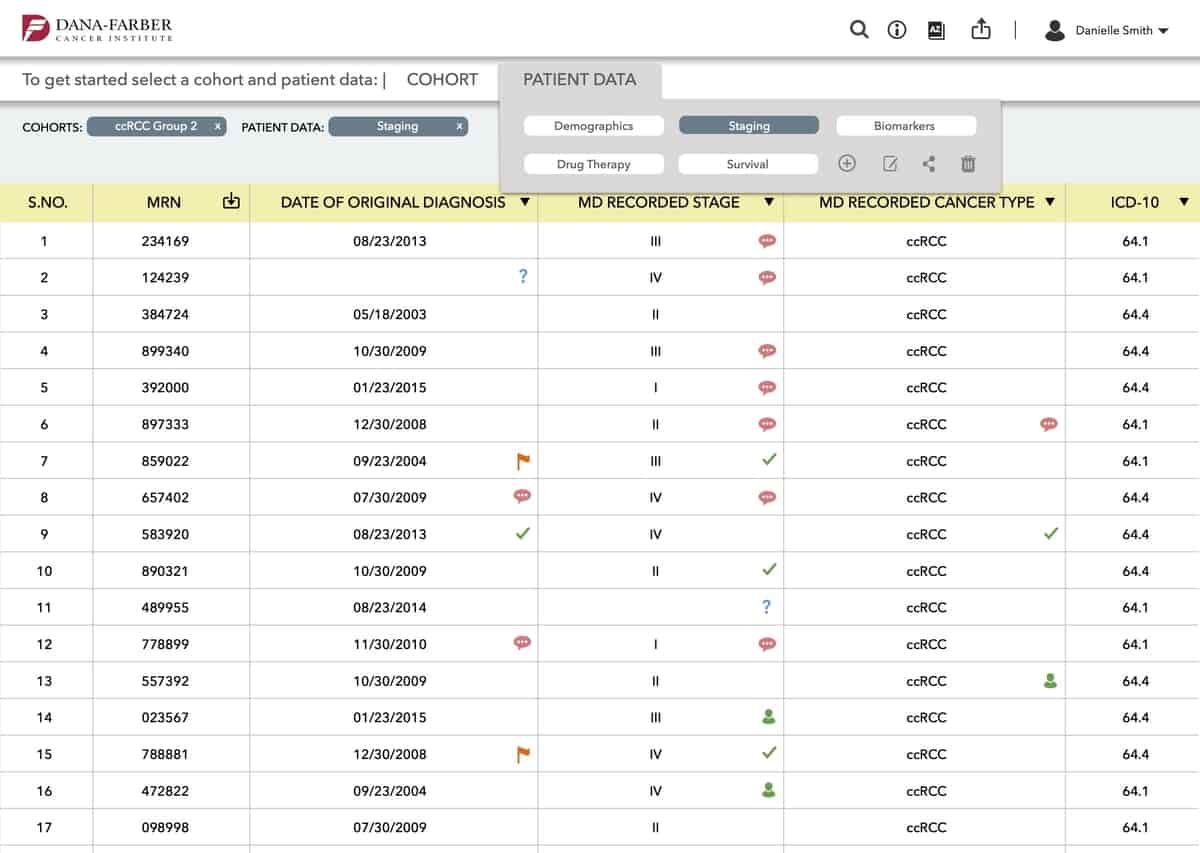 DANA-FARBER
CANCER INSTITUTE
Danielle Smith
To get started select a cohort and patient data: | COHORT PATIENT DATA
COHORTS: ccRCC Group 2 x PATIENT DATA: Staging x
Demographics Staging Biomarkers
Drug Therapy Survival
S.NO. MRN DATE OF ORIGINAL DIAGNOSIS MD RECORDED STAGE MD RECORDED CANCER TYPE ICD-10
1 234169 08/23/2013 III ccRCC 64.1
2 124239 ? IV ccRCC 64.1
3 384724 05/18/2003 II ccRCC 64.4
4 899340 10/30/2009 III ccRCC 64.4
5 392000 01/23/2015 I ccRCC 64.4
6 897333 12/30/2008 II ccRCC 64.1
7 859022 09/23/2004 III ccRCC 64.1
8 657402 07/30/2009 IV ccRCC 64.4
9 583920 08/23/2013 IV ccRCC 64.4
10 890321 10/30/2009 II ccRCC 64.4
11 489955 08/23/2014 ? ccRCC 64.1
12 778899 11/30/2010 I ccRCC 64.1
13 557392 10/30/2009 II ccRCC 64.4
14 023567 01/23/2015 III ccRCC 64.4
15 788881 12/30/2008 IV ccRCC 64.4
16 472822 09/23/2004 IV ccRCC 64.1
17 098998 07/30/2009 II ccRCC 64.1